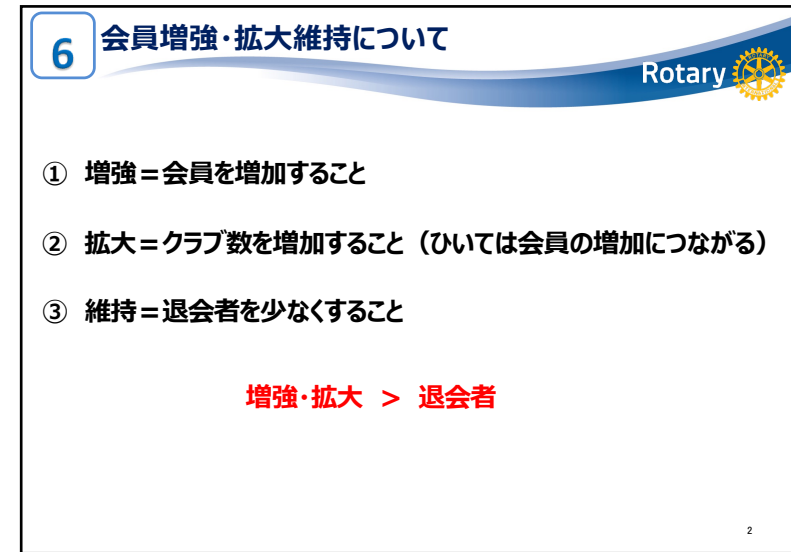 6
会員増強・拡大維持について
Rotary
① 増強＝会員を増加すること
② 拡大＝クラブ数を増加すること（ひいては会員の増加につながる）
③ 維持＝退会者を少なくすること
増強・拡大 ＞ 退会者
2